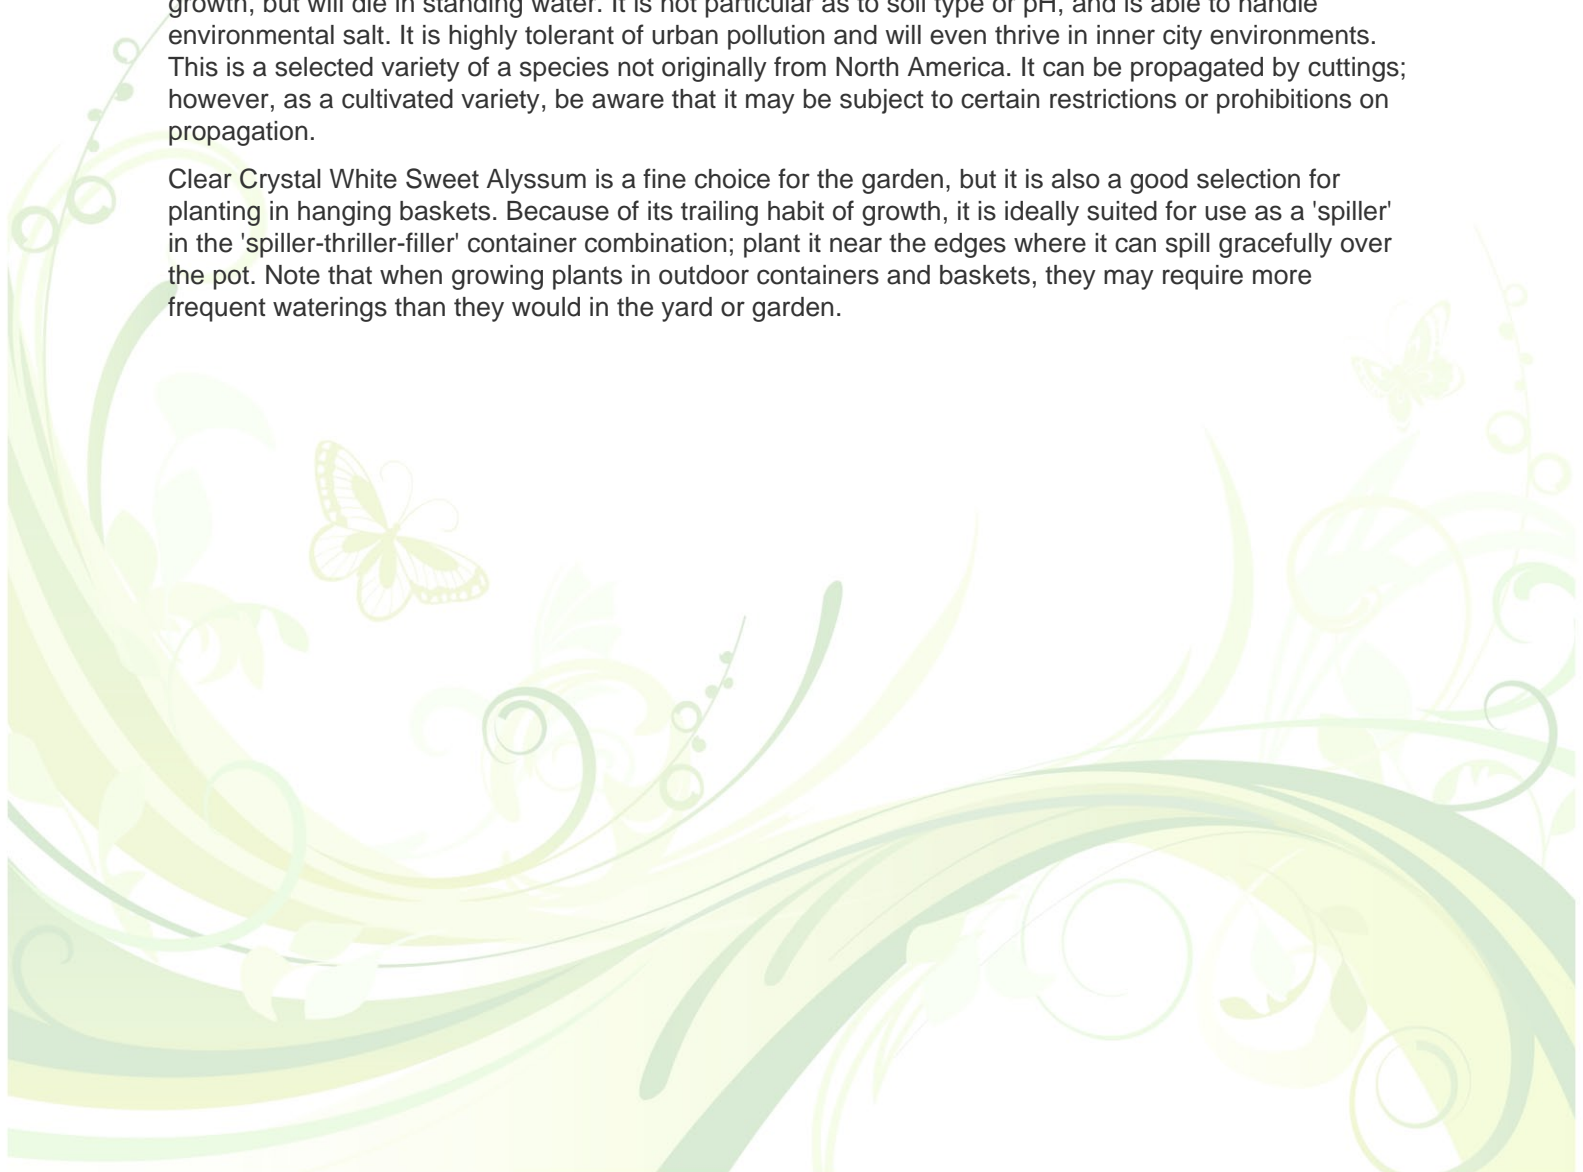 growth, but will die in standing water. It is not particular as to soil type or pH, and is able to handle
environmental salt. It is highly tolerant of urban pollution and will even thrive in inner city environments.
This is a selected variety of a species not originally from North America. It can be propagated by cuttings;
however, as a cultivated variety, be aware that it may be subject to certain restrictions or prohibitions on
propagation.
Clear Crystal White Sweet Alyssum is a fine choice for the garden, but it is also a good selection for
planting in hanging baskets. Because of its trailing habit of growth, it is ideally suited for use as a 'spiller'
in the 'spiller-thriller-filler' container combination; plant it near the edges where it can spill gracefully over
the pot. Note that when growing plants in outdoor containers and baskets, they may require more
frequent waterings than they would in the yard or garden.